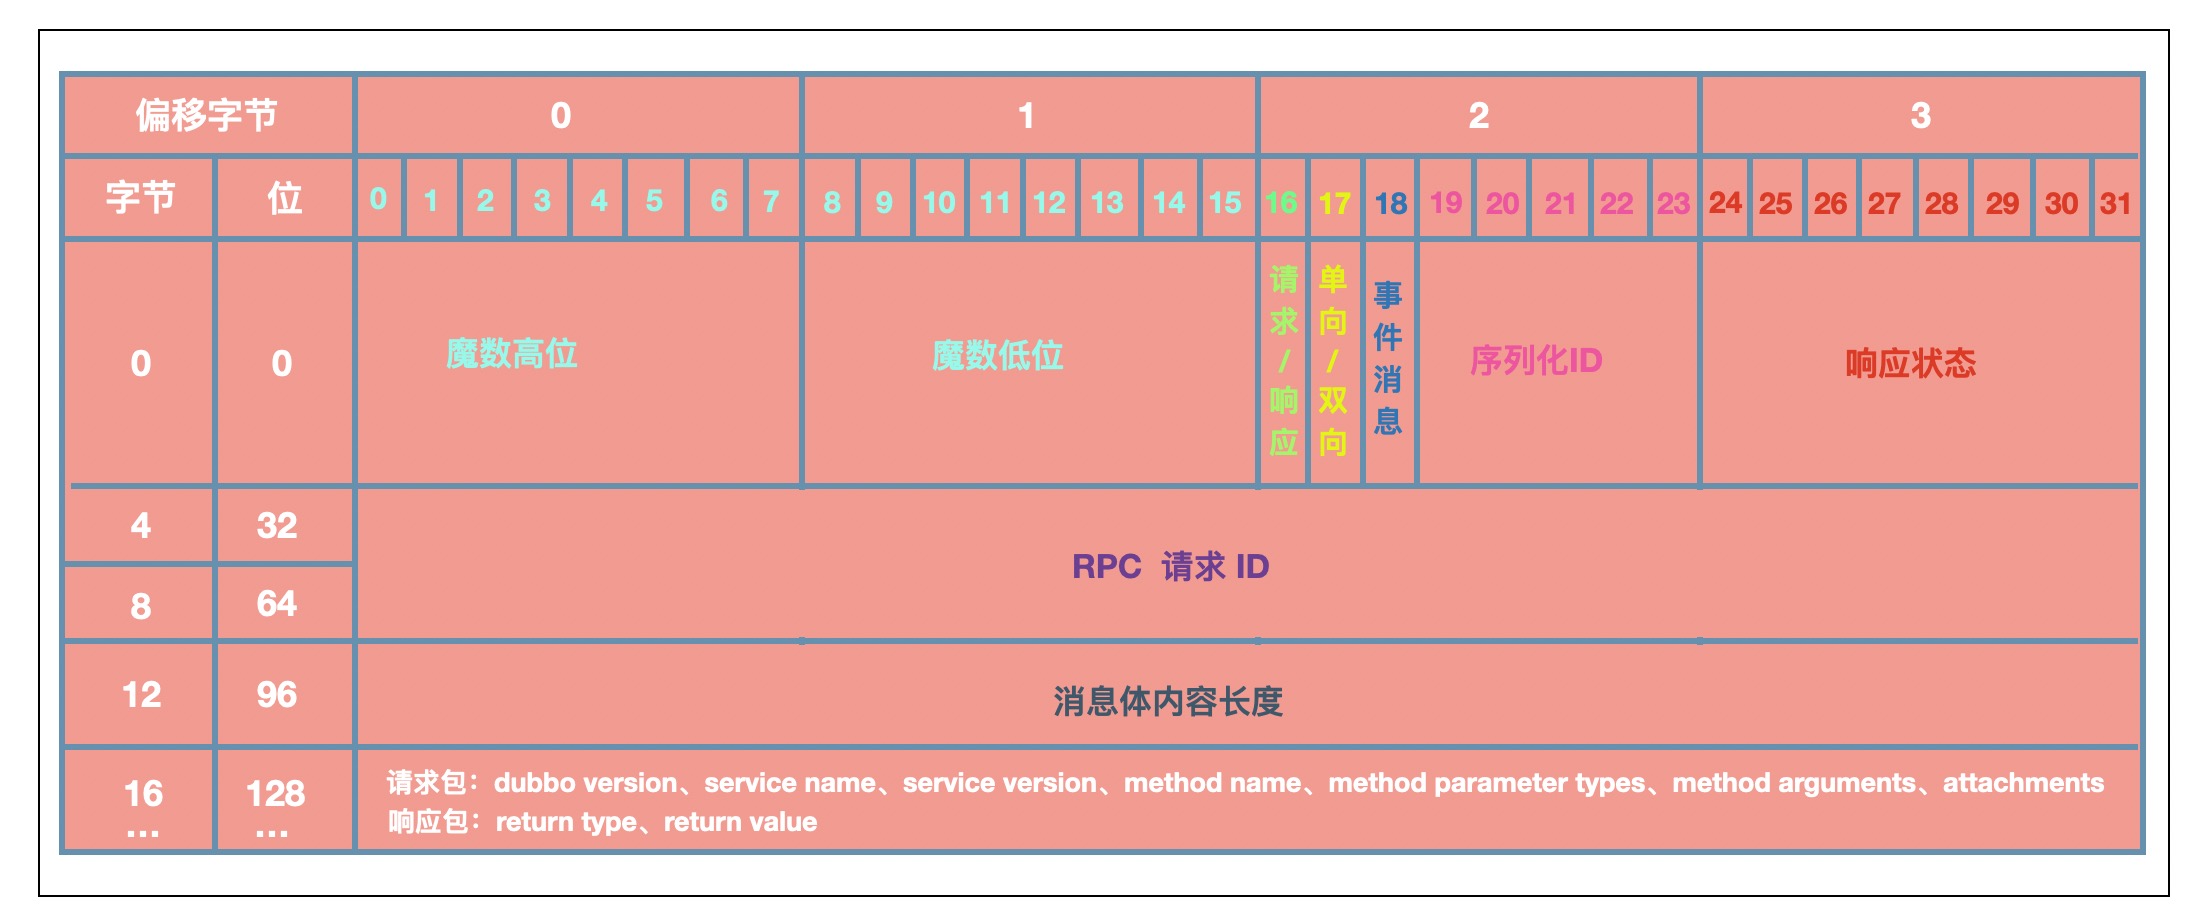 偏移字节 0 1 2 3
字节 位 0 1 2 3 4 5 6 7 8 9 10 11 12 13 14 15 16 17 18 19 20 21 22 23 24 25 26 27 28 29 30 31
0 0 魔数高位 魔数低位 请求/响应 单向/双向 事件消息 序列化ID 响应状态
4 32
RPC 请求 ID
8 64
12 96 消息体内容长度
16 128 请求包：dubbo version、service name、service version、method name、method parameter types、method arguments、attachments
... ... 响应包：return type、return value